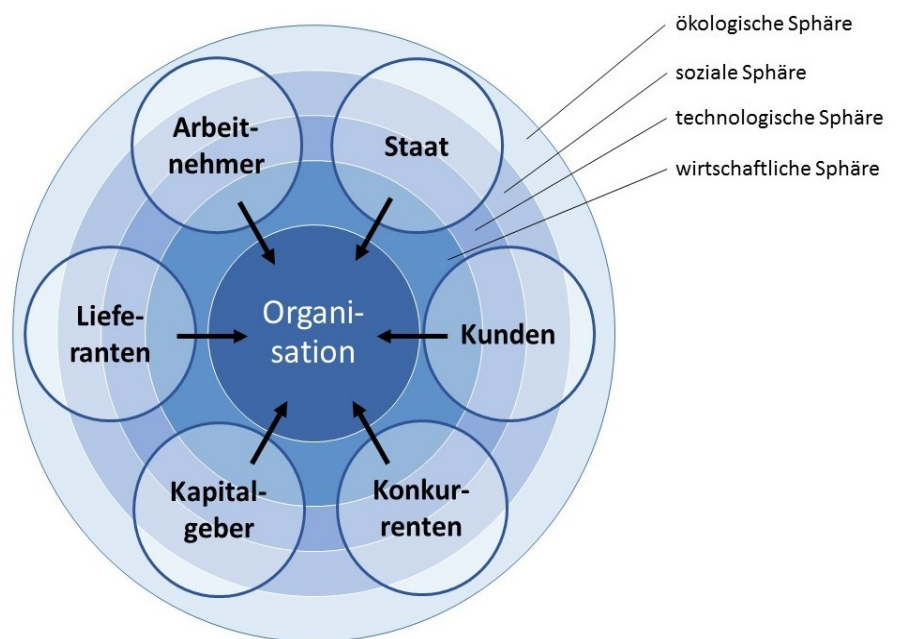 ökologische Sphäre
soziale Sphäre
technologische Sphäre
wirtschaftliche Sphäre
Arbeit-
nehmer
Staat
Liefe-
ranten
Organi-
sation
Kunden
Kapital-
geber
Konkur-
renten